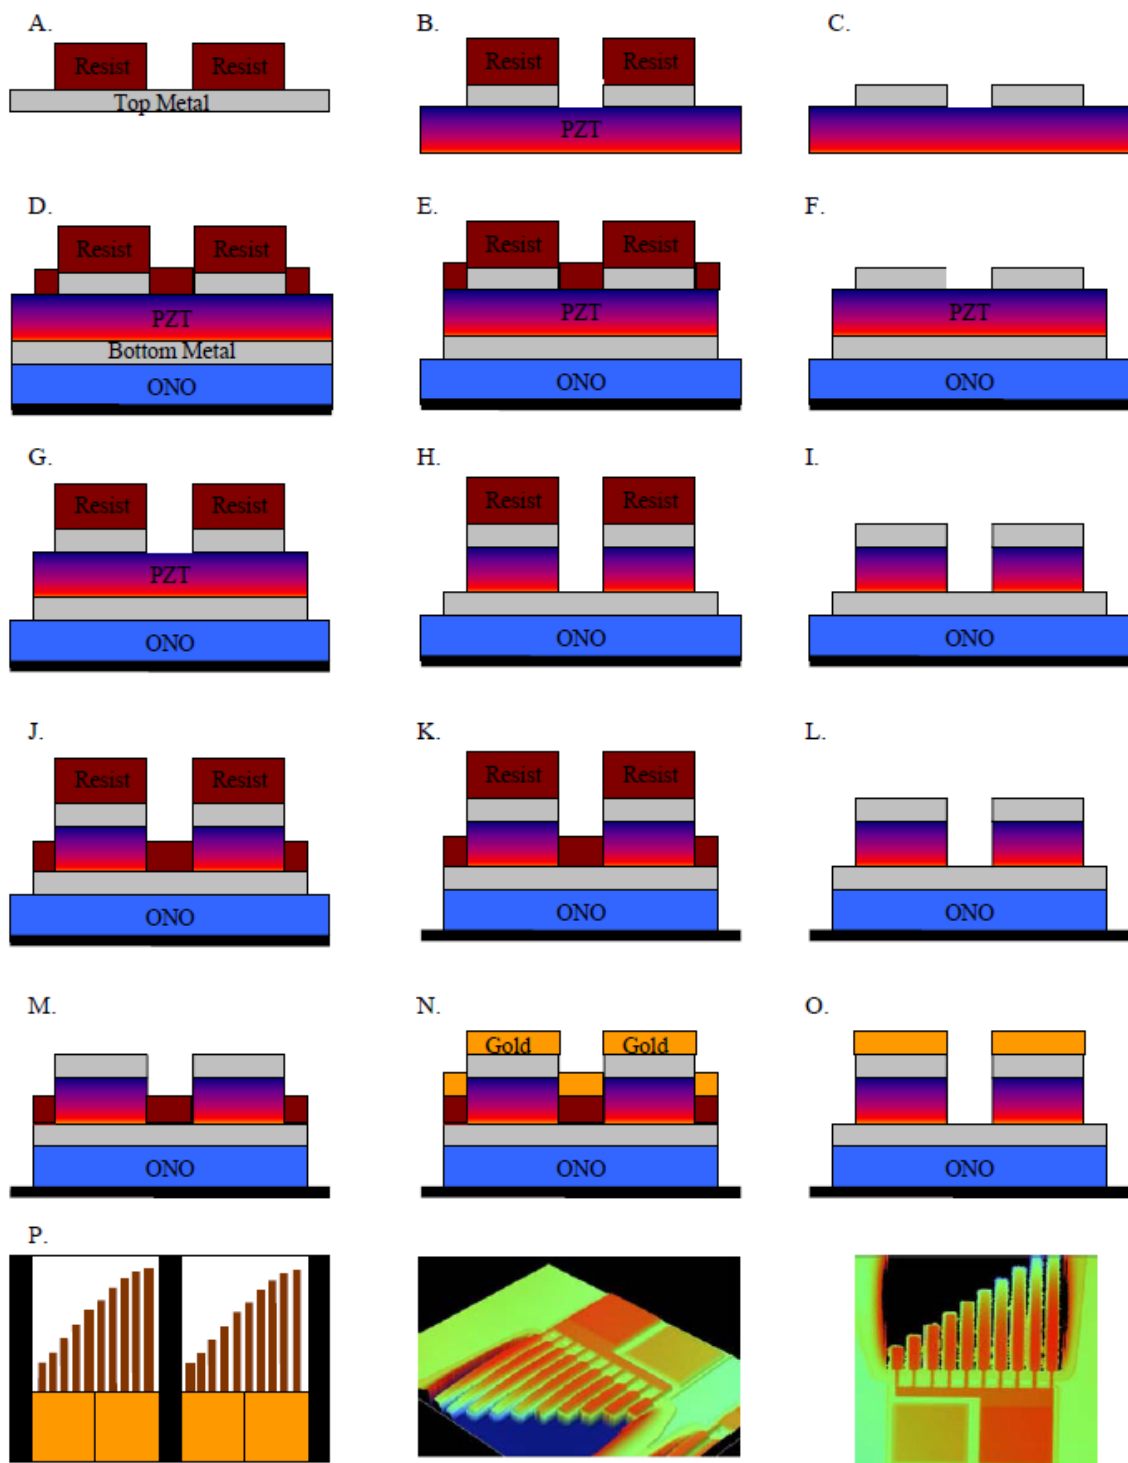 A. B. C.
Resist Resist Resist Resist
Top Metal
PZT
D. E. F.
Resist Resist Resist Resist
PZT PZT PZT
Bottom Metal
ONO ONO ONO
G. H. I.
Resist Resist Resist Resist
PZT
ONO ONO ONO
J. K. L.
Resist Resist Resist Resist
ONO ONO ONO
M. N. O.
Gold Gold
ONO ONO ONO
P.